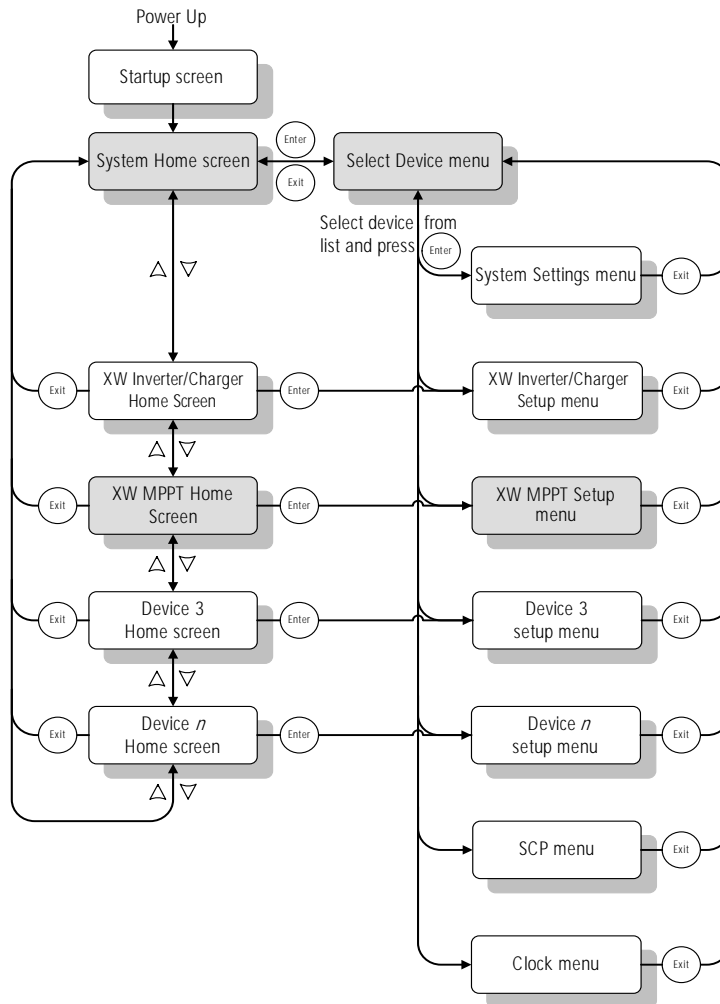 Power Up
Startup screen
System Home screen
Enter
Exit
Select Device menu
Select device from
list and press
Enter
System Settings menu
Exit
Exit
XW Inverter/Charger
Home Screen
Enter
XW Inverter/Charger
Setup menu
Exit
Exit
XW MPPT Home
Screen
Enter
XW MPPT Setup
menu
Exit
Exit
Device 3
Home screen
Enter
Device 3
setup menu
Exit
Exit
Device n
Home screen
Enter
Device n
setup menu
Exit
SCP menu
Exit
Clock menu
Exit